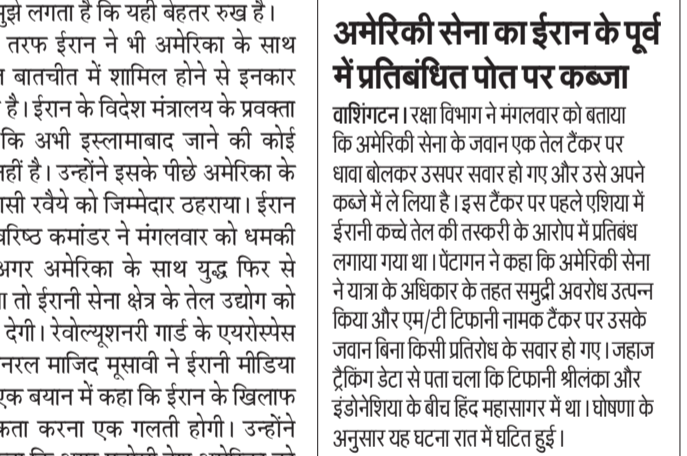 मुझे लगता है कि यही बेहतर रुख है।
तरफ ईरान ने भी अमेरिका के साथ
बातचीत में शामिल होने से इनकार
है। ईरान के विदेश मंत्रालय के प्रवक्ता
कि अभी इस्लामाबाद जाने की कोई
नहीं है। उन्होंने इसके पीछे अमेरिका के
रवैये को जिम्मेदार ठहराया। ईरान
वरिष्ठ कमांडर ने मंगलवार को धमकी
अगर अमेरिका के साथ युद्ध फिर से
तो ईरानी सेना क्षेत्र के तेल उद्योग को
देगी। रेवोल्यूशनरी गार्ड के एयरोस्पेस
माजिद मूसावी ने ईरानी मीडिया
एक बयान में कहा कि ईरान के खिलाफ
करना एक गलती होगी। उन्होंने
अमेरिकी सेना का ईरान के पूर्व
में प्रतिबंधित पोत पर कब्जा
वाशिंगटन। रक्षा विभाग ने मंगलवार को बताया
कि अमेरिकी सेना के जवान एक तेल टैंकर पर
धावा बोलकर उसपर सवार हो गए और उसे अपने
कब्जे में ले लिया है। इस टैंकर पर पहले एशिया में
ईरानी कच्चे तेल की तस्करी के आरोप में प्रतिबंध
लगाया गया था। पेंटागन ने कहा कि अमेरिकी सेना
ने यात्रा के अधिकार के तहत समुद्री अवरोध उत्पन्न
किया और एम/टी टिफानी नामक टैंकर पर उसके
जवान बिना किसी प्रतिरोध के सवार हो गए। जहाज
ट्रैकिंग डेटा से पता चला कि टिफानी श्रीलंका और
इंडोनेशिया के बीच हिंद महासागर में था। घोषणा के
अनुसार यह घटना रात में घटित हुई।